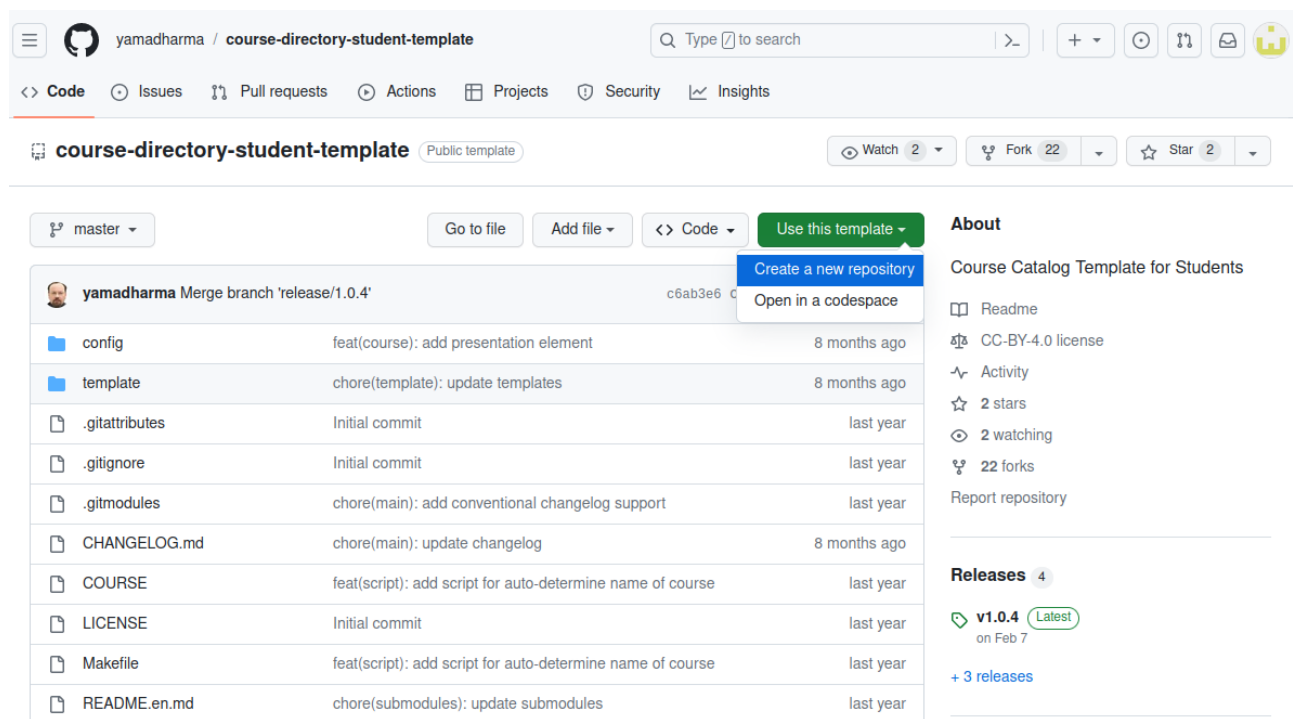 yamadharma / course-directory-student-template
Type / to search
Code Issues Pull requests Actions Projects Security Insights
course-directory-student-template Public template
Watch 2 Fork 22 Star 2
master Go to file Add file Code Use this template
Create a new repository
Open in a codespace
yamadharma Merge branch 'release/1.0.4' c6ab3e6
config feat(course): add presentation element 8 months ago
template chore(template): update templates 8 months ago
.gitattributes Initial commit last year
.gitignore Initial commit last year
.gitmodules chore(main): add conventional changelog support last year
CHANGELOG.md chore(main): update changelog 8 months ago
COURSE feat(script): add script for auto-determine name of course last year
LICENSE Initial commit last year
Makefile feat(script): add script for auto-determine name of course last year
README.en.md chore(submodules): update submodules last year
About
Course Catalog Template for Students
Readme
CC-BY-4.0 license
Activity
2 stars
2 watching
22 forks
Report repository
Releases 4
v1.0.4 Latest
on Feb 7
+ 3 releases